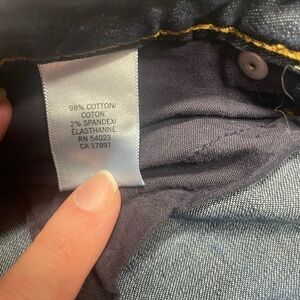 98% COTTON/
COTON
2% SPANDEX/
ÉLASTHANNE
RN 54023
CA 17897